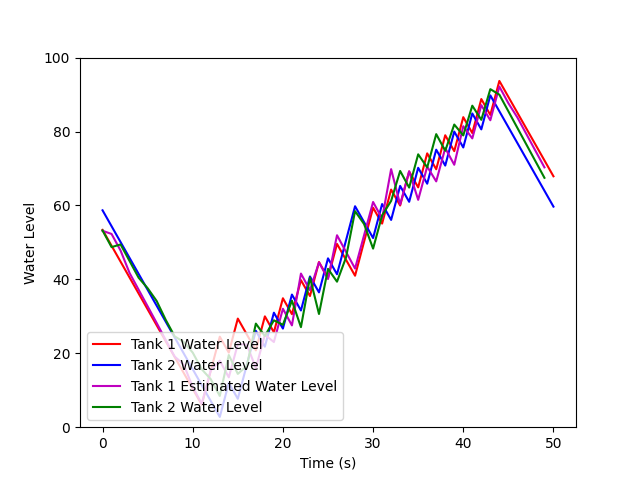 100
80
60
40
20
0
Water Level
Tank 1 Water Level
Tank 2 Water Level
Tank 1 Estimated Water Level
Tank 2 Water Level
0 10 20 30 40 50
Time (s)